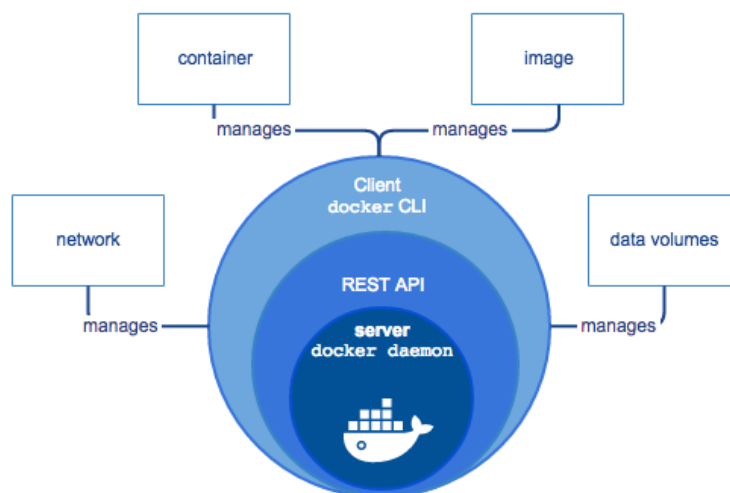 container
image
manages
manages
Client
docker CLI
network
data volumes
REST API
manages
manages
server
docker daemon